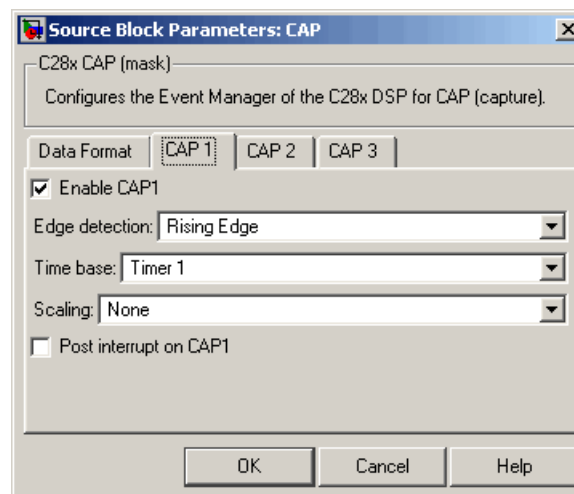 Source Block Parameters: CAP
C28x CAP (mask)
Configures the Event Manager of the C28x DSP for CAP (capture).
Data Format CAP 1 CAP 2 CAP 3
Enable CAP1
Edge detection: Rising Edge
Time base: Timer 1
Scaling: None
Post interrupt on CAP1
OK Cancel Help